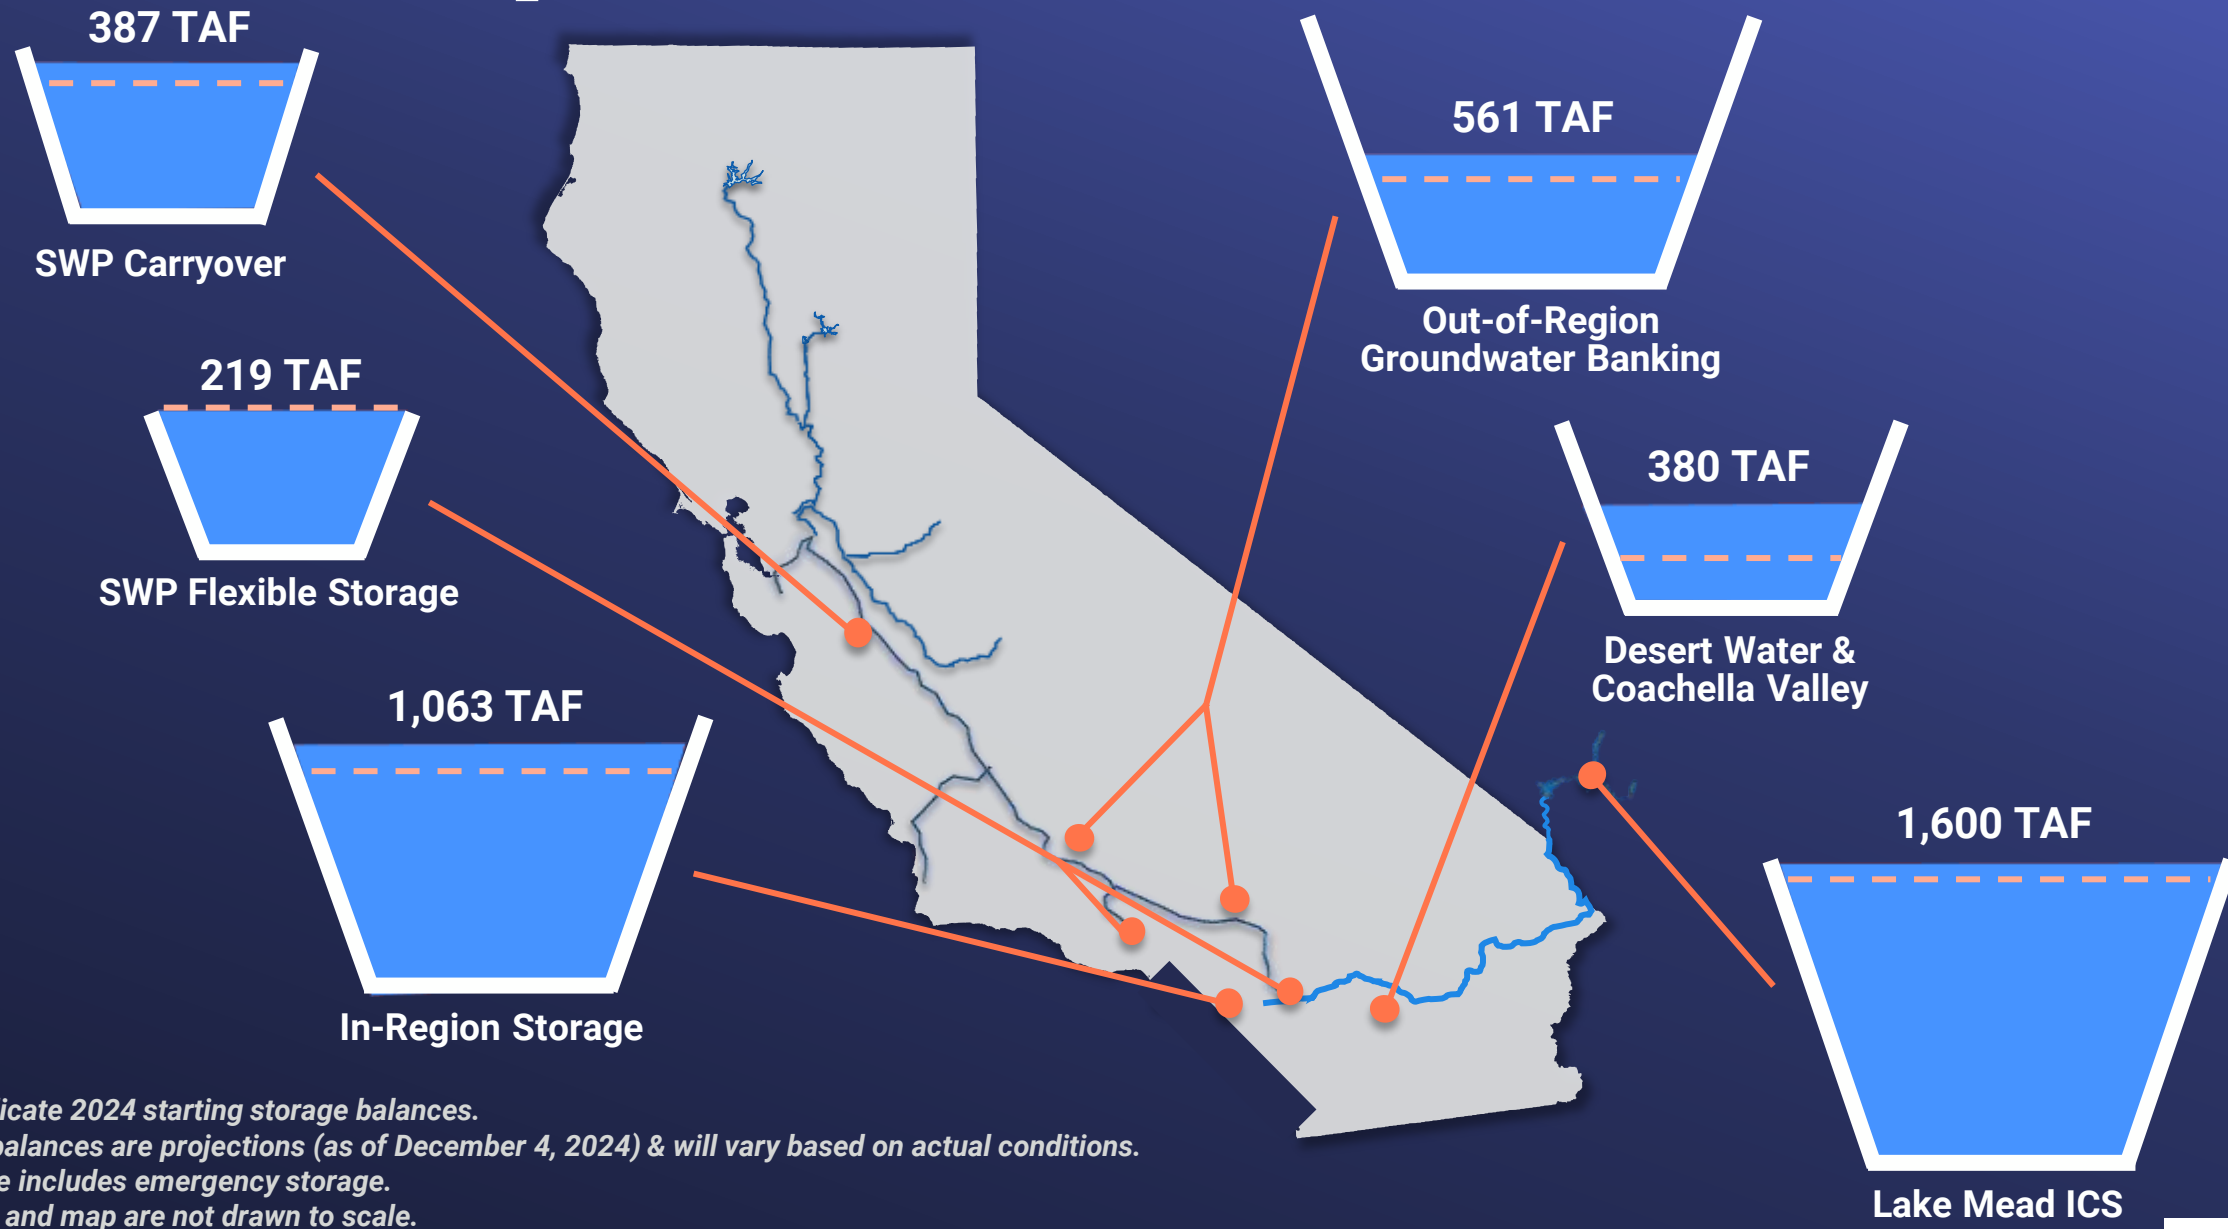 387 TAF
SWP Carryover
219 TAF
SWP Flexible Storage
1,063 TAF
In-Region Storage
561 TAF
Out-of-Region
Groundwater Banking
380 TAF
Desert Water &
Coachella Valley
1,600 TAF
Lake Mead ICS
2024 starting storage balances.
balances are projections (as of December 4, 2024) & will vary based on actual conditions.
includes emergency storage.
and map are not drawn to scale.